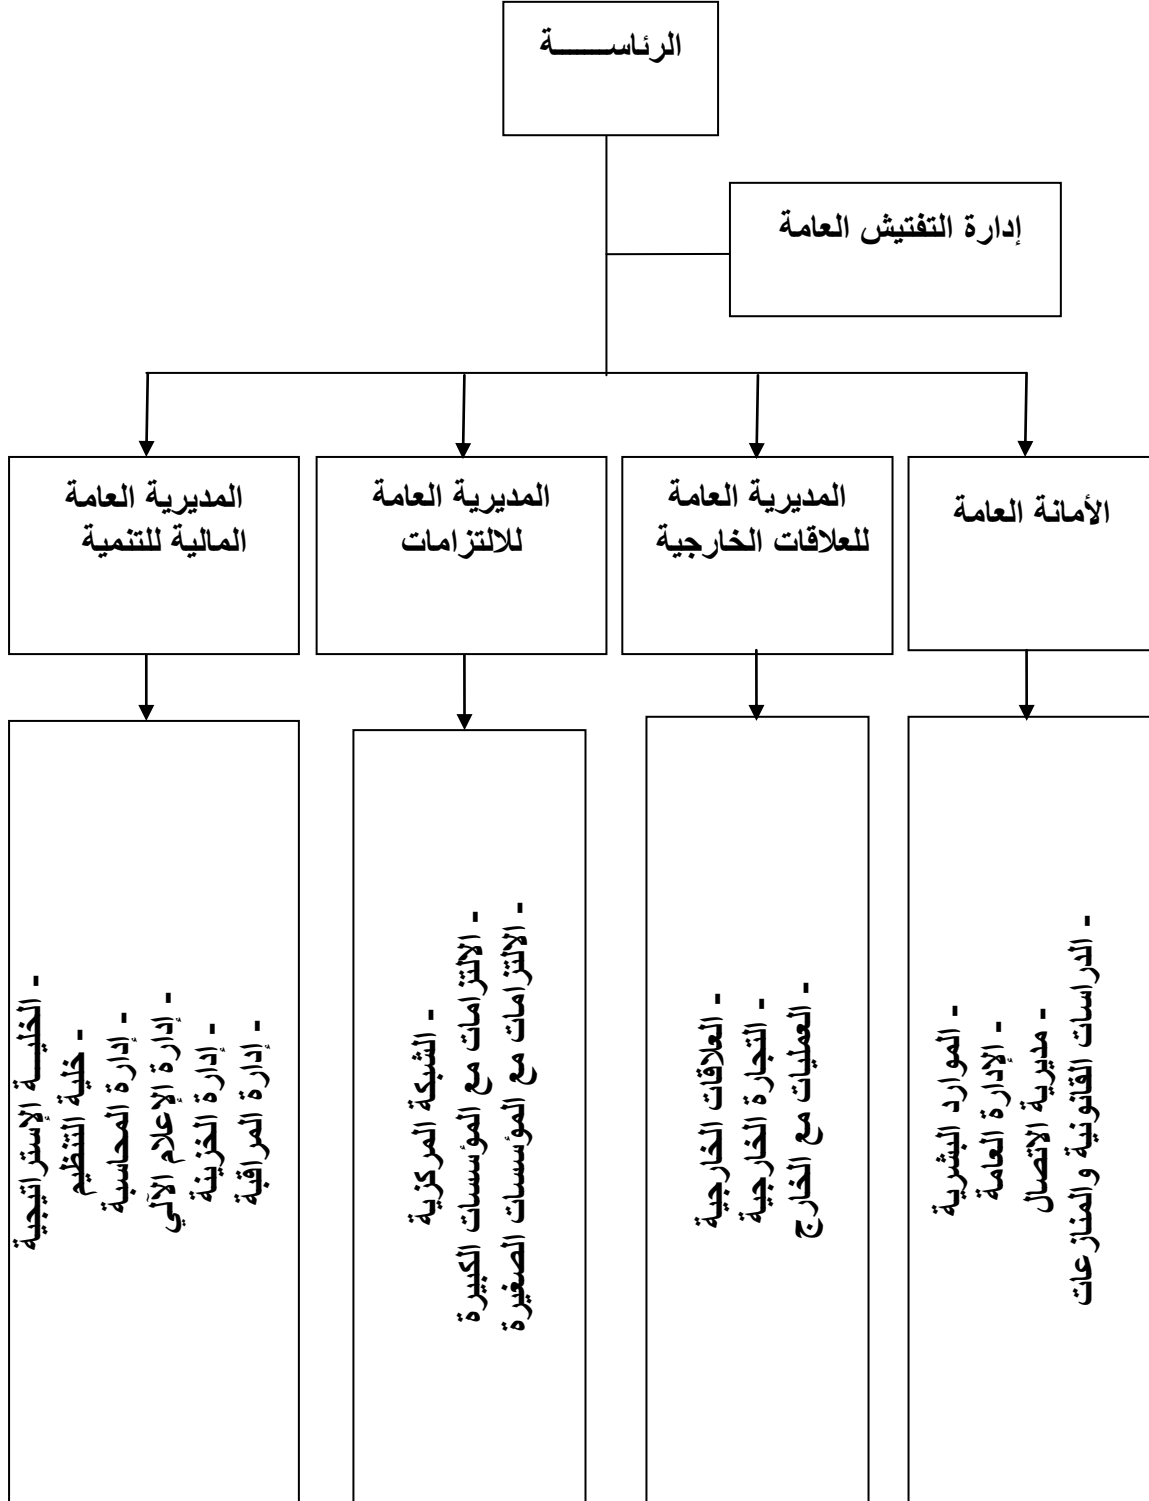 الرئاســـــة
إدارة التفتيش العامة
الأمانة العامة
المديرية العامة
للعلاقات الخارجية
المديرية العامة
للالتزامات
المديرية العامة
المالية للتنمية
- الموارد البشرية
- الإدارة العامة
- مديرية الاتصال
- الدراسات القانونية والمنازعات
- العلاقات الخارجية
- التجارة الخارجية
- العمليات مع الخارج
- الشبكة المركزية
- الالتزامات مع المؤسسات الكبيرة
- الالتزامات مع المؤسسات الصغيرة
- الخليـــة الإستراتيجية
- خلية التنظيم
- إدارة المحاسبة
- إدارة الإعلام الآلي
- إدارة الخزينة
- إدارة المراقبة